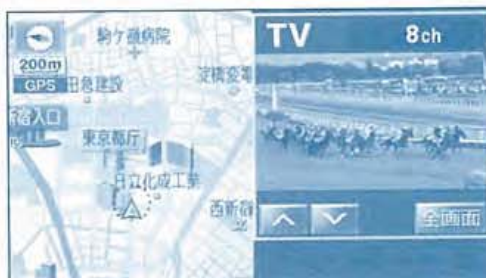 駒ケ嶺病院
200m
GPS
田急建設
淀橋変電
宿入口
東京都庁
日立化成工業
西新宿
TV 8ch
全画面